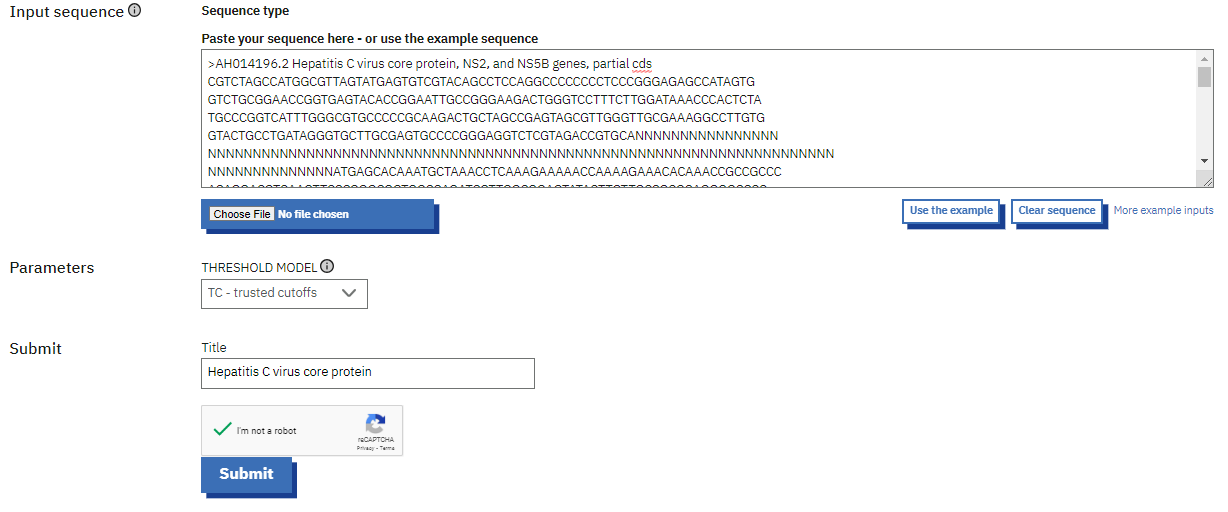 Input sequence
Sequence type
Paste your sequence here - or use the example sequence
>AH014196.2 Hepatitis C virus core protein, NS2, and NS5B genes, partial cds
CGTCTAGCCATGGCGTTAGTATGAGTGTCGTACAGCCTCCAGGCCCCCCCCTCCCGGGAGAGCCATAGTG
GTCTGCGGAACCGGTGAGTACACCGGAATTGCCGGGAAGACTGGGTCCTTTCTTGGATAAACCCACTCTA
TGCCCGGTCATTTGGGCGTGCCCCCGCAAGACTGCTAGCCGAGTAGCGTTGGGTTGCGAAAGGCCTTGTG
GTACTGCCTGATAGGGTGCTTGCGAGTGCCCCGGGAGGTCTCGTAGACCGTGCANNNNNNNNNNNNNNNN
NNNNNNNNNNNNNNNNNNNNNNNNNNNNNNNNNNNNNNNNNNNNNNNNNNNNNNNNNNNNNNNNNNNNNN
NNNNNNNNNNNNNNATGAGCACAAATGCTAAACCTCAAAGAAAAACCAAAAGAAACACAAACCGCCGCCC
Choose File No file chosen
Use the example
Clear sequence
More example inputs
Parameters
THRESHOLD MODEL
TC - trusted cutoffs
Submit
Title
Hepatitis C virus core protein
I'm not a robot
reCAPTCHA
Privacy - Terms
Submit